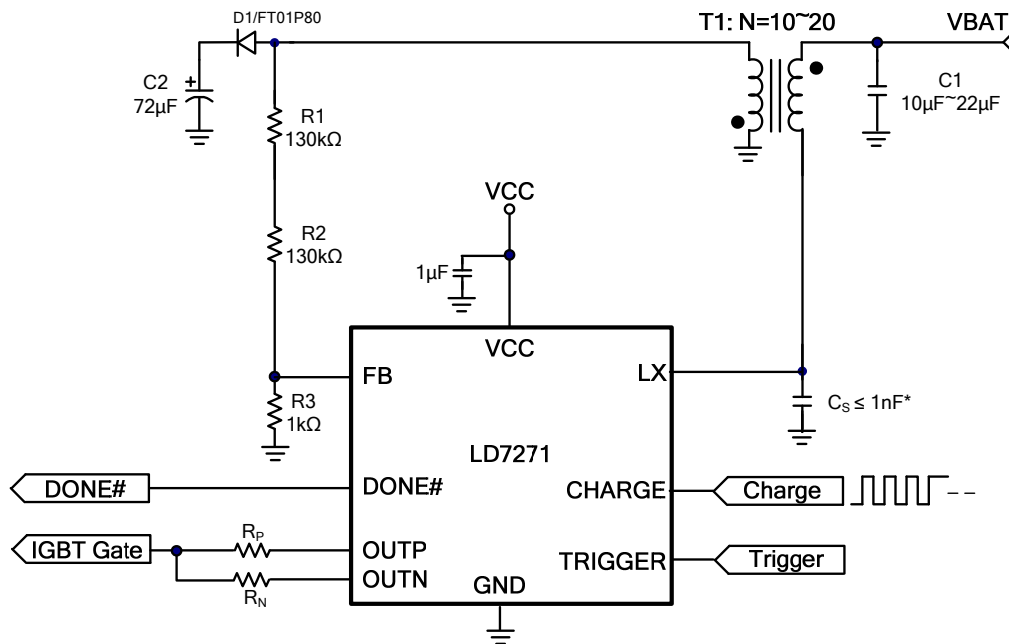 D1/FT01P80
T1: N=10~20
VBAT
C2
72µF
+
C1
10µF~22µF
R1
130kΩ
VCC
R2
130kΩ
1µF
VCC
FB
LX
R3
1kΩ
CS ≤ 1nF*
LD7271
DONE#
DONE#
CHARGE
Charge
IGBT Gate
RP
OUTP
TRIGGER
Trigger
OUTN
RN
GND